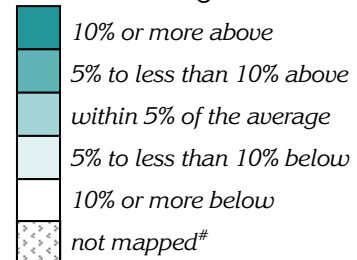 10% or more above
5% to less than 10% above
within 5% of the average
5% to less than 10% below
10% or more below
not mapped#